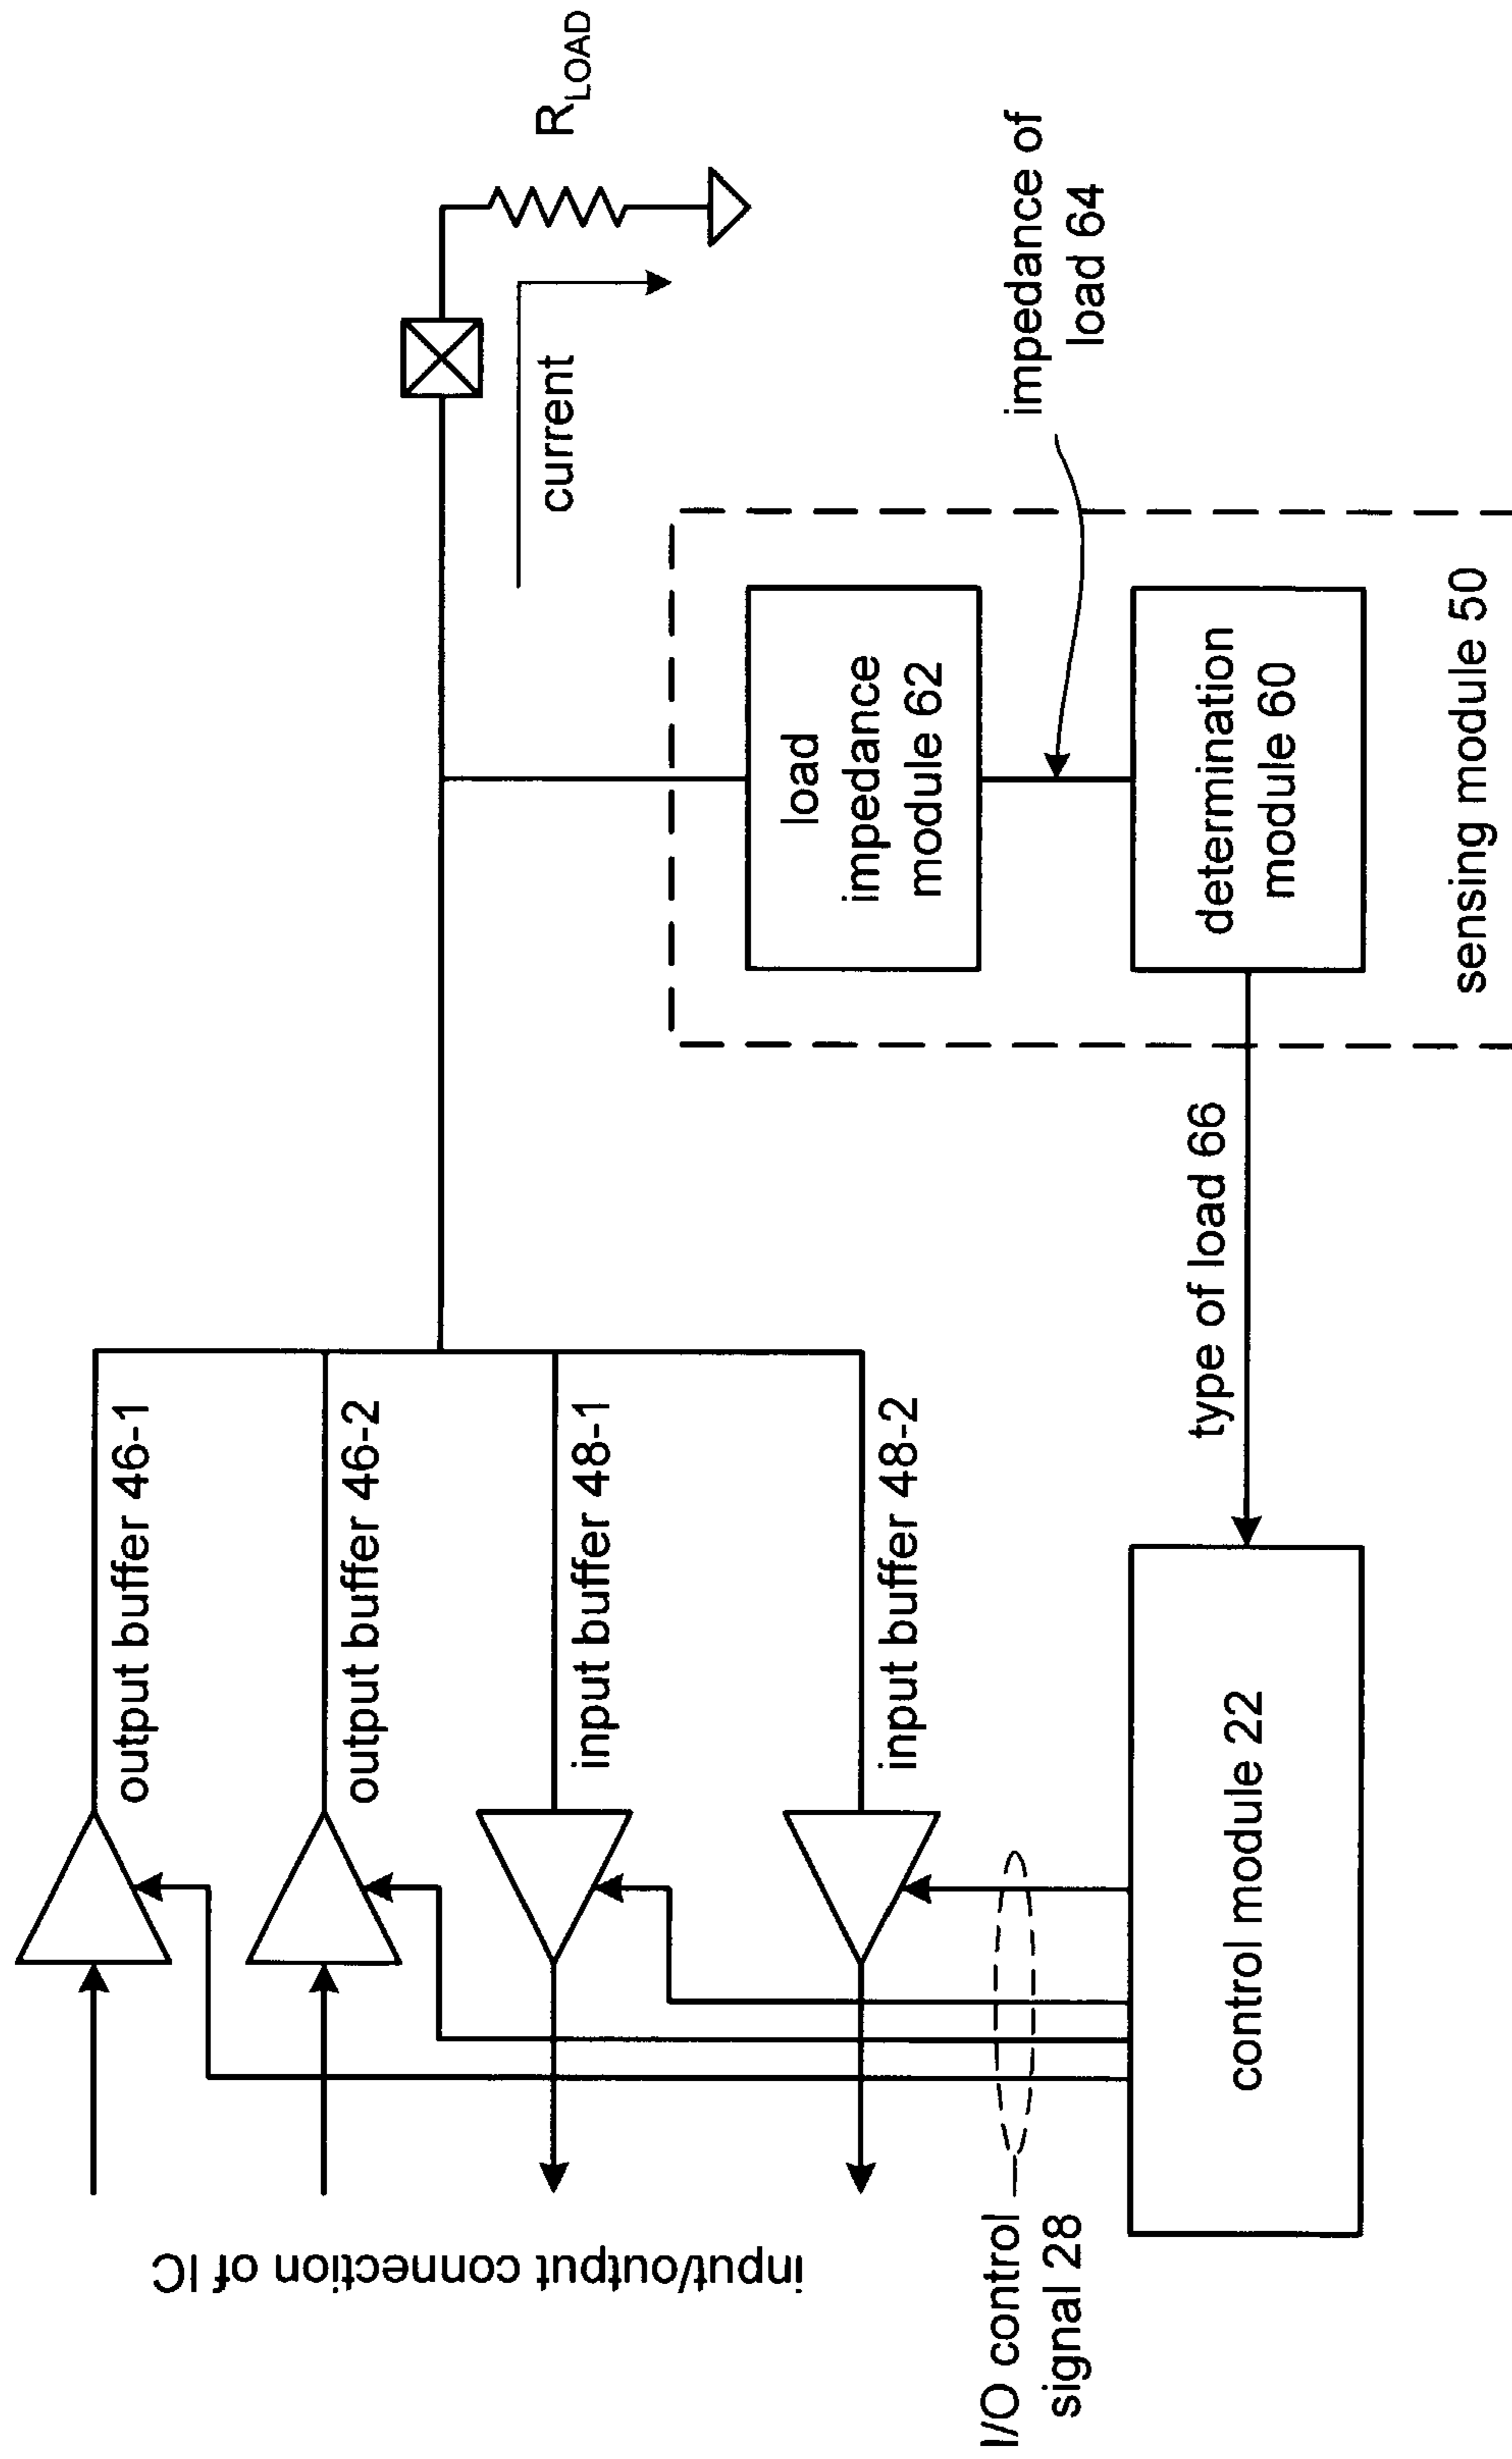 output buffer 46-1
output buffer 46-2
input buffer 48-1
input buffer 48-2
input/output connection of IC
I/O control
signal 28
control module 22
type of load 66
current
RLOAD
load
impedance
module 62
impedance of
load 64
determination
module 60
sensing module 50